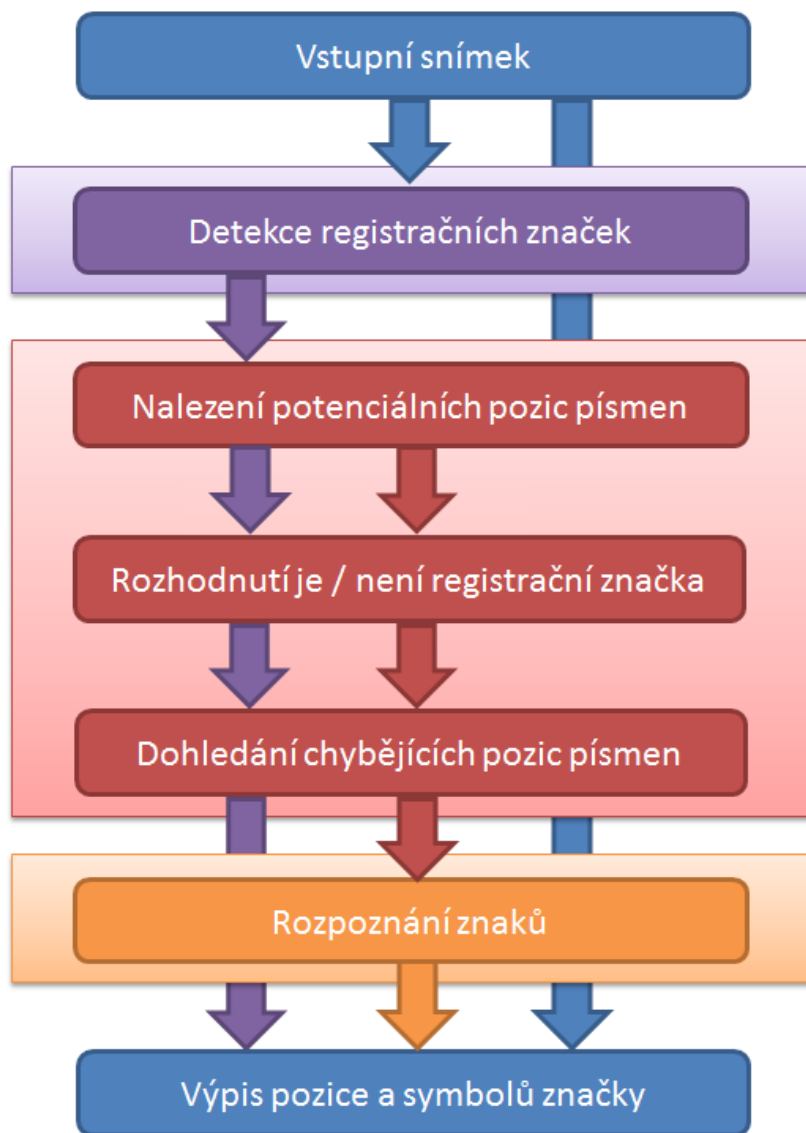 Vstupní snímek
Detekce registračních značek
Nalezení potenciálních pozic písmen
Rozhodnutí je / není registrační značka
Dohledání chybějících pozic písmen
Rozpoznání znaků
Výpis pozice a symbolů značky